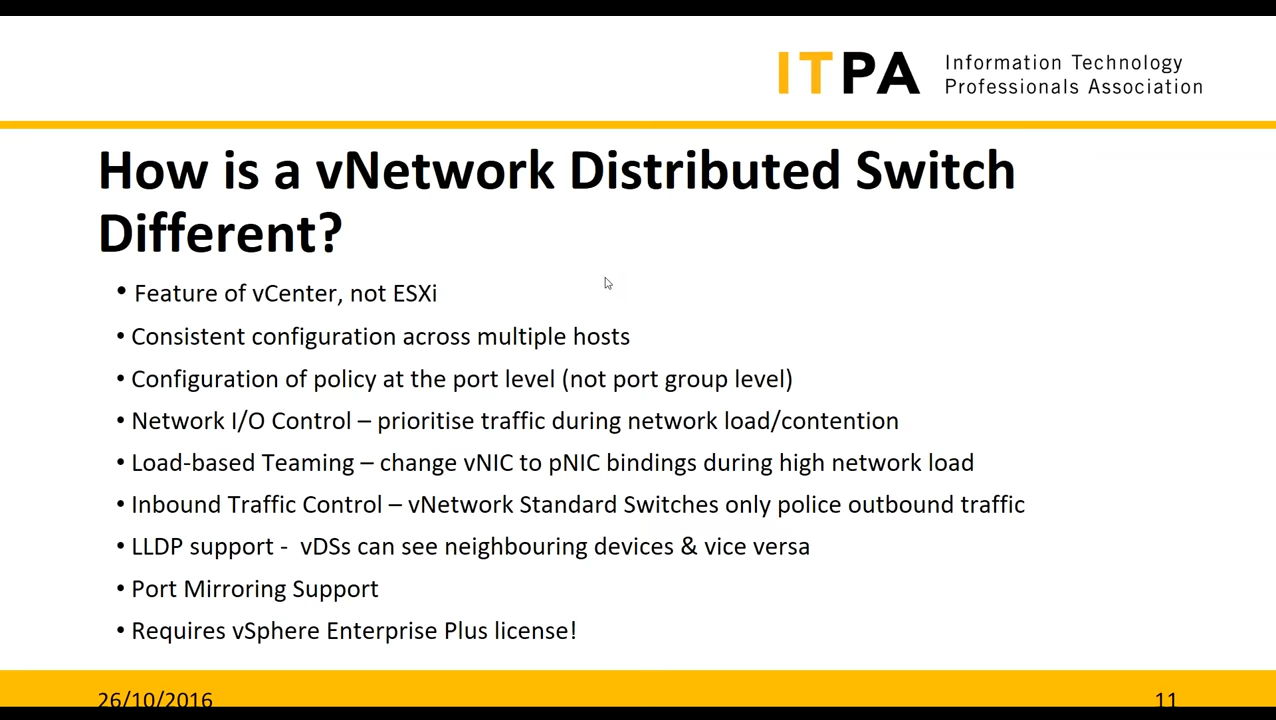 ITPA
Information Technology
Professionals Association
How is a vNetwork Distributed Switch
Different?
• Feature of vCenter, not ESXi
• Consistent configuration across multiple hosts
• Configuration of policy at the port level (not port group level)
• Network I/O Control – prioritise traffic during network load/contention
• Load-based Teaming – change vNIC to pNIC bindings during high network load
• Inbound Traffic Control – vNetwork Standard Switches only police outbound traffic
• LLDP support -  vDSs can see neighbouring devices & vice versa
• Port Mirroring Support
• Requires vSphere Enterprise Plus license!
26/10/2016
11